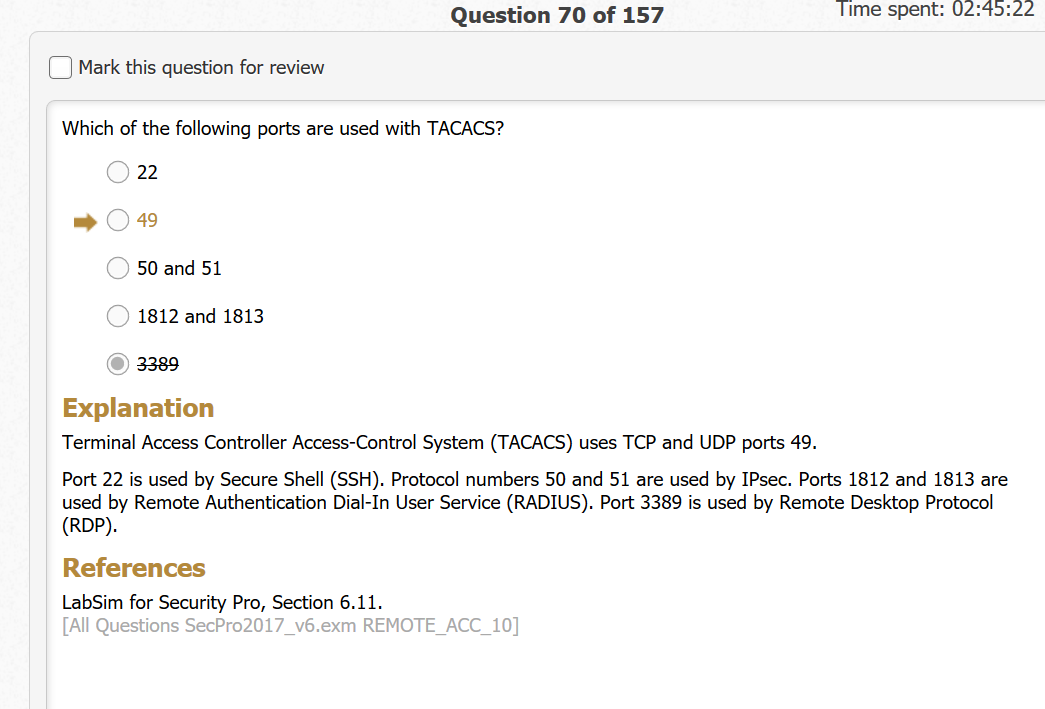 Question 70 of 157
Time spent: 02:45:22
Mark this question for review
Which of the following ports are used with TACACS?
22
49
50 and 51
1812 and 1813
3389
Explanation
Terminal Access Controller Access-Control System (TACACS) uses TCP and UDP ports 49.
Port 22 is used by Secure Shell (SSH). Protocol numbers 50 and 51 are used by IPsec. Ports 1812 and 1813 are
used by Remote Authentication Dial-In User Service (RADIUS). Port 3389 is used by Remote Desktop Protocol
(RDP).
References
LabSim for Security Pro, Section 6.11.
[All Questions SecPro2017_v6.exm REMOTE_ACC_10]